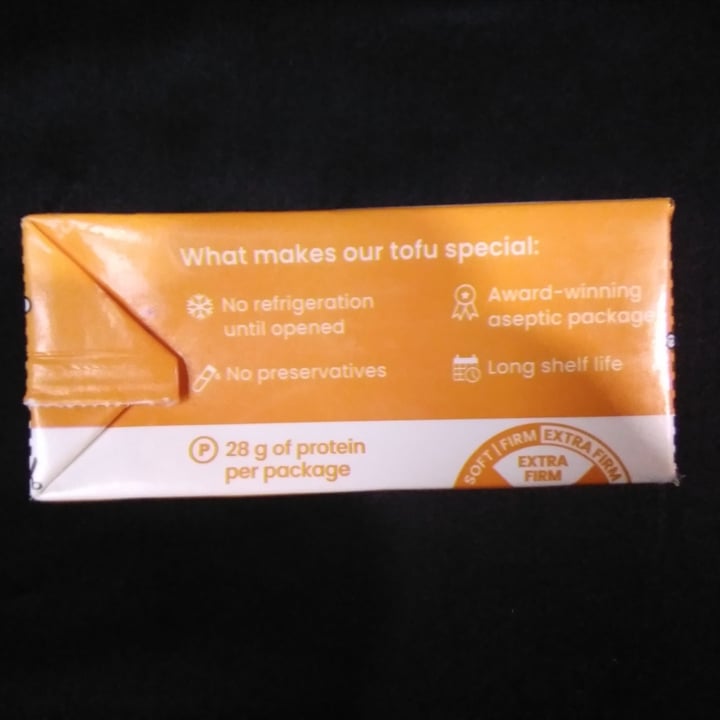 What makes our tofu special:
No refrigeration
until opened
Award-winning
aseptic package
No preservatives
Long shelf life
P 28 g of protein
per package
SOFT | FIRM EXTRA FIRM
EXTRA
FIRM